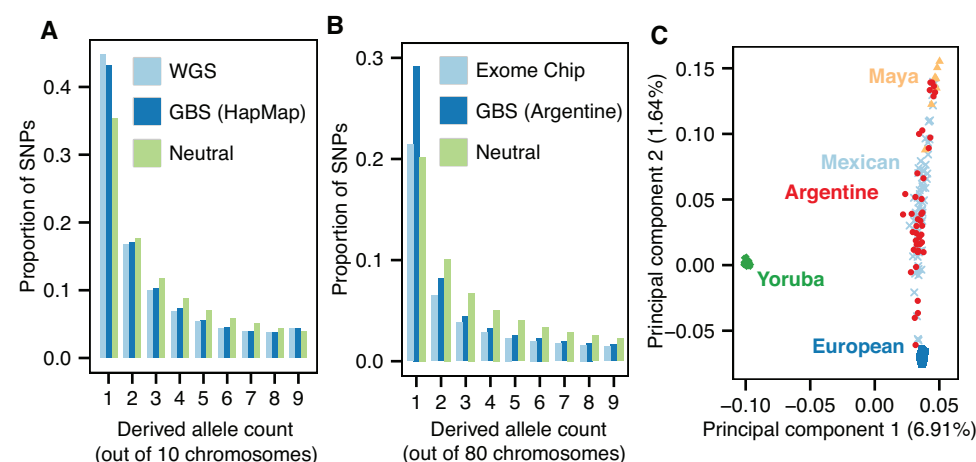 A
WGS
GBS (HapMap)
Neutral
Proportion of SNPs
0.4
0.3
0.2
0.1
0.0
1 2 3 4 5 6 7 8 9
Derived allele count
(out of 10 chromosomes)
B
Exome Chip
GBS (Argentine)
Neutral
Proportion of SNPs
0.3
0.2
0.1
0.0
1 2 3 4 5 6 7 8 9
Derived allele count
(out of 80 chromosomes)
C
Maya
Mexican
Argentine
Yoruba
European
Principal component 2 (1.64%)
0.15
0.10
0.05
0.00
−0.05
−0.10 −0.05 0.00 0.05
Principal component 1 (6.91%)